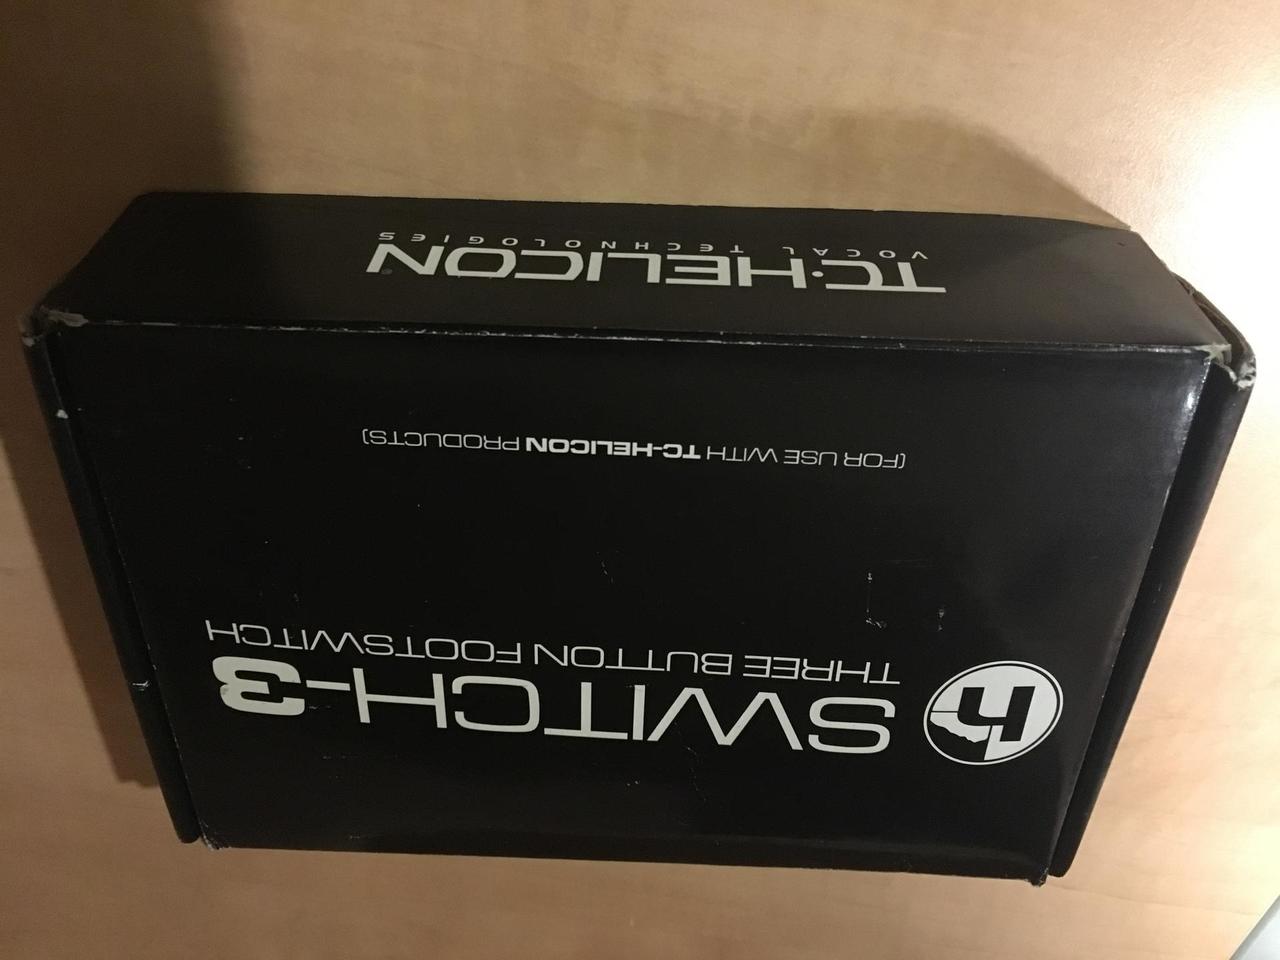 SWITCH-3
THREE BUTTON FOOTSWITCH
(FOR USE WITH TC-HELICON PRODUCTS)
TC·HELICON®
VOCAL TECHNOLOGIES